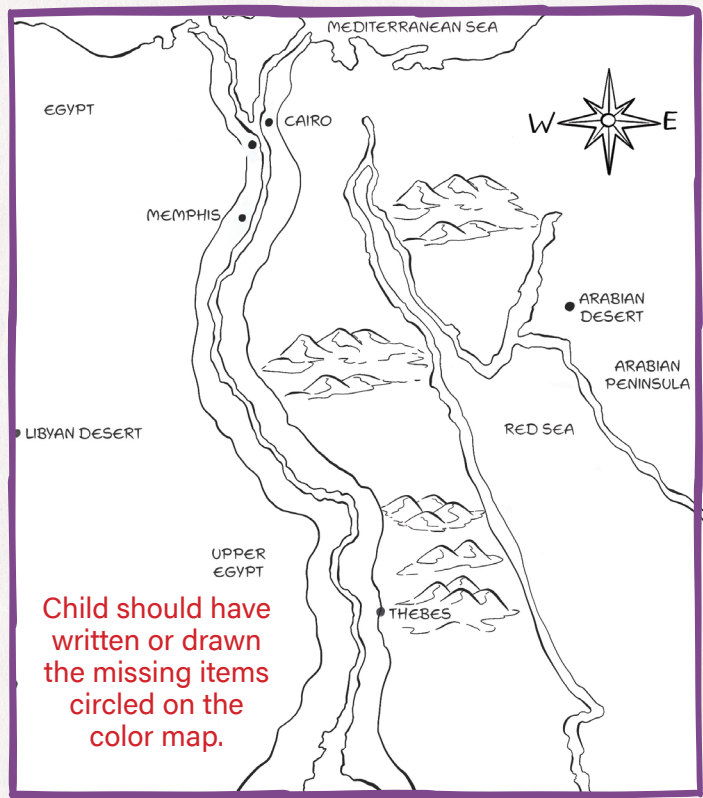 MEDITERRANEAN SEA
EGYPT
CAIRO
W
E
MEMPHIS
ARABIAN
DESERT
ARABIAN
PENINSULA
LIBYAN DESERT
RED SEA
UPPER
EGYPT
Child should have
written or drawn
the missing items
circled on the
color map.
THEBES